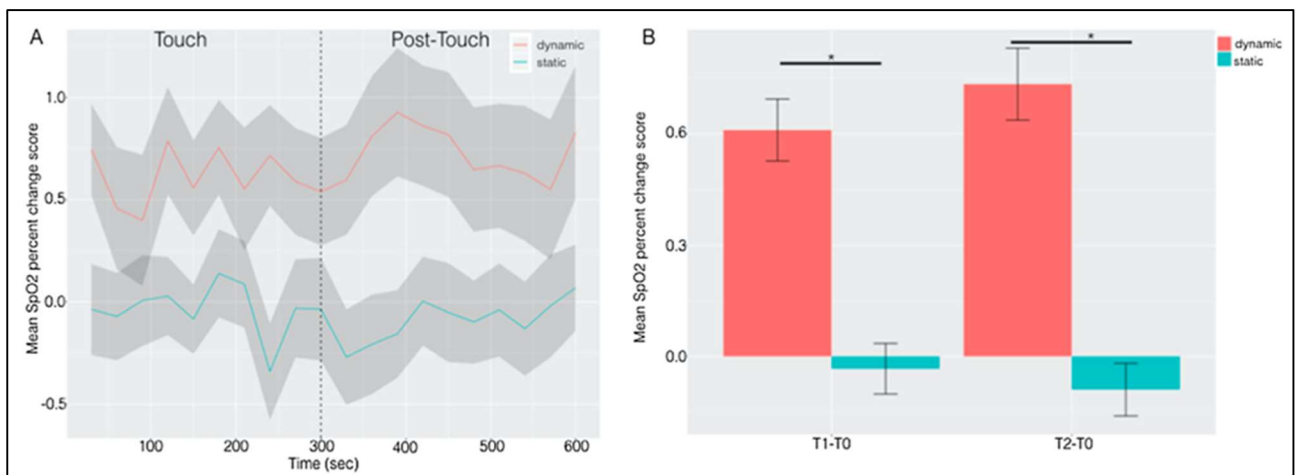 A
Touch
Post-Touch
dynamic
static
Mean SpO2 percent change score
1.0
0.5
0.0
-0.5
100
200
300
400
500
600
Time (sec)
B
dynamic
static
*
*
Mean SpO2 percent change score
0.6
0.3
0.0
T1-T0
T2-T0